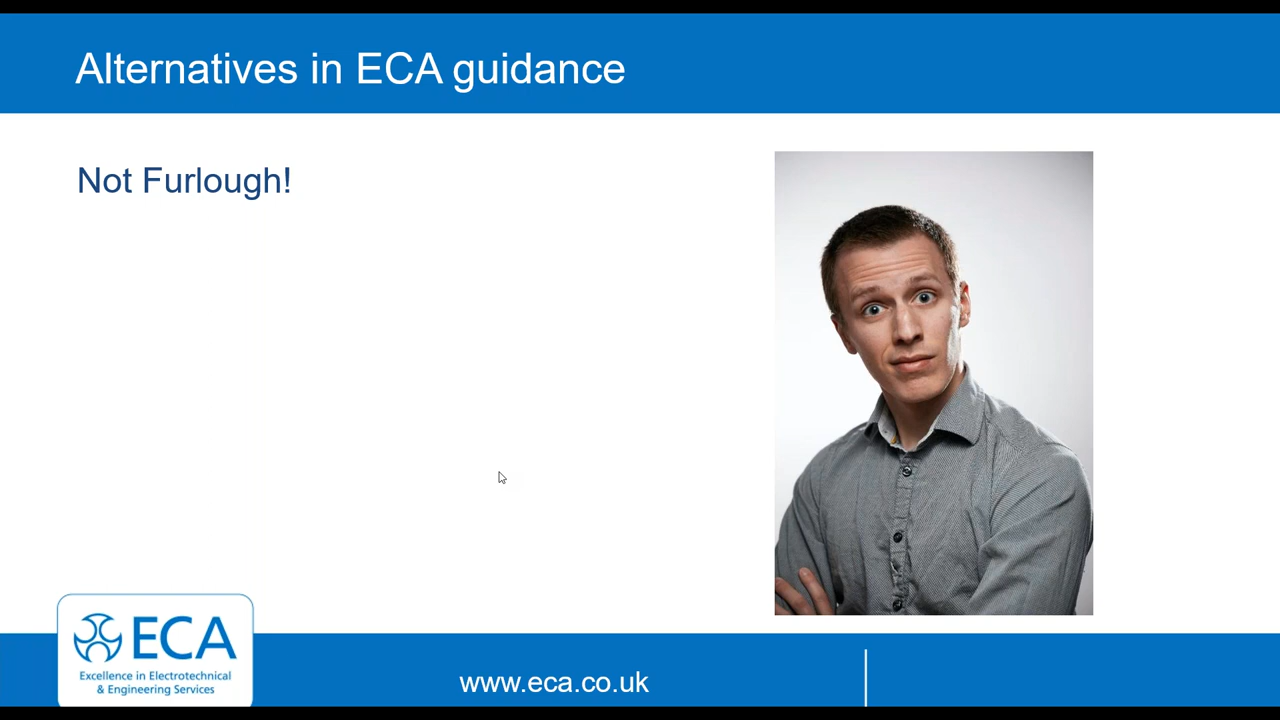 Alternatives in ECA guidance
Not Furlough!
ECA
Excellence in Electrotechnical
& Engineering Services
www.eca.co.uk